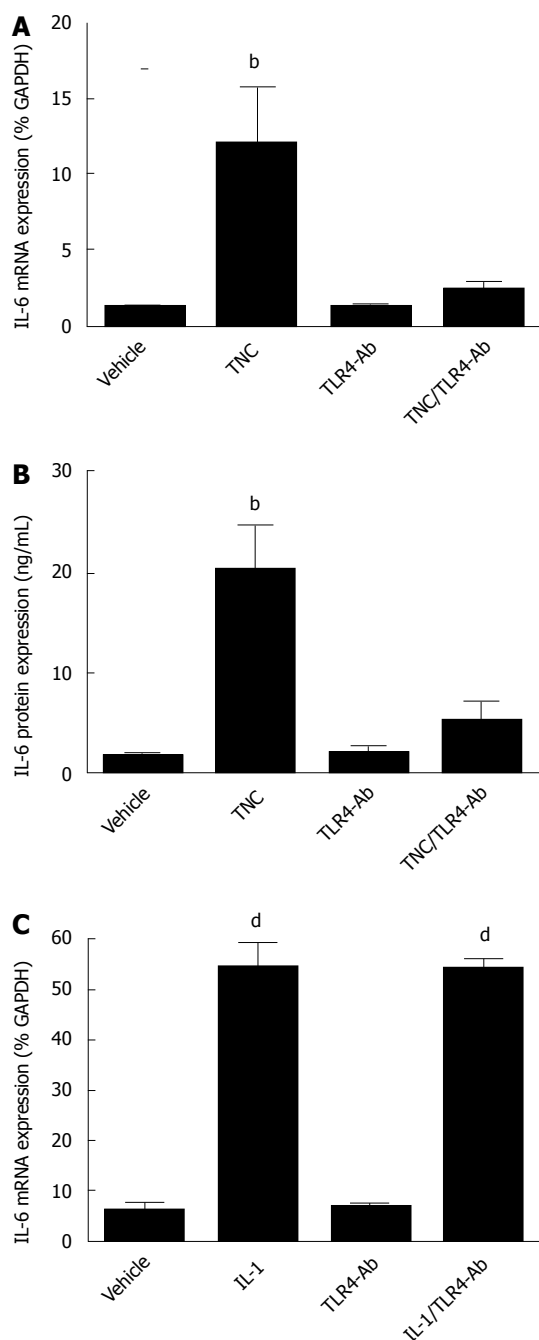 A
IL-6 mRNA expression (% GAPDH)
20
15
10
5
0
b
Vehicle
TNC
TLR4-Ab
TNC/TLR4-Ab
B
IL-6 protein expression (ng/mL)
30
20
10
0
b
Vehicle
TNC
TLR4-Ab
TNC/TLR4-Ab
C
IL-6 mRNA expression (% GAPDH)
60
50
40
30
20
10
0
d
d
Vehicle
IL-1
TLR4-Ab
IL-1/TLR4-Ab